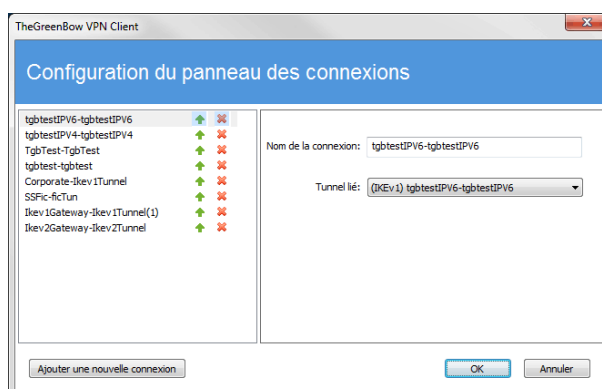 TheGreenBow VPN Client
Configuration du panneau des connexions
tgbtestIPV6-tgbtestIPV6
tgbtestIPV4-tgbtestIPV4
TgbTest-TgbTest
tgbtest-tgbtest
Corporate-Ikev1Tunnel
SSFic-ficTun
Ikev1Gateway-Ikev1Tunnel(1)
Ikev2Gateway-Ikev2Tunnel
Nom de la connexion: tgbtestIPV6-tgbtestIPV6
Tunnel lié: (IKEv1) tgbtestIPV6-tgbtestIPV6
Ajouter une nouvelle connexion
OK
Annuler